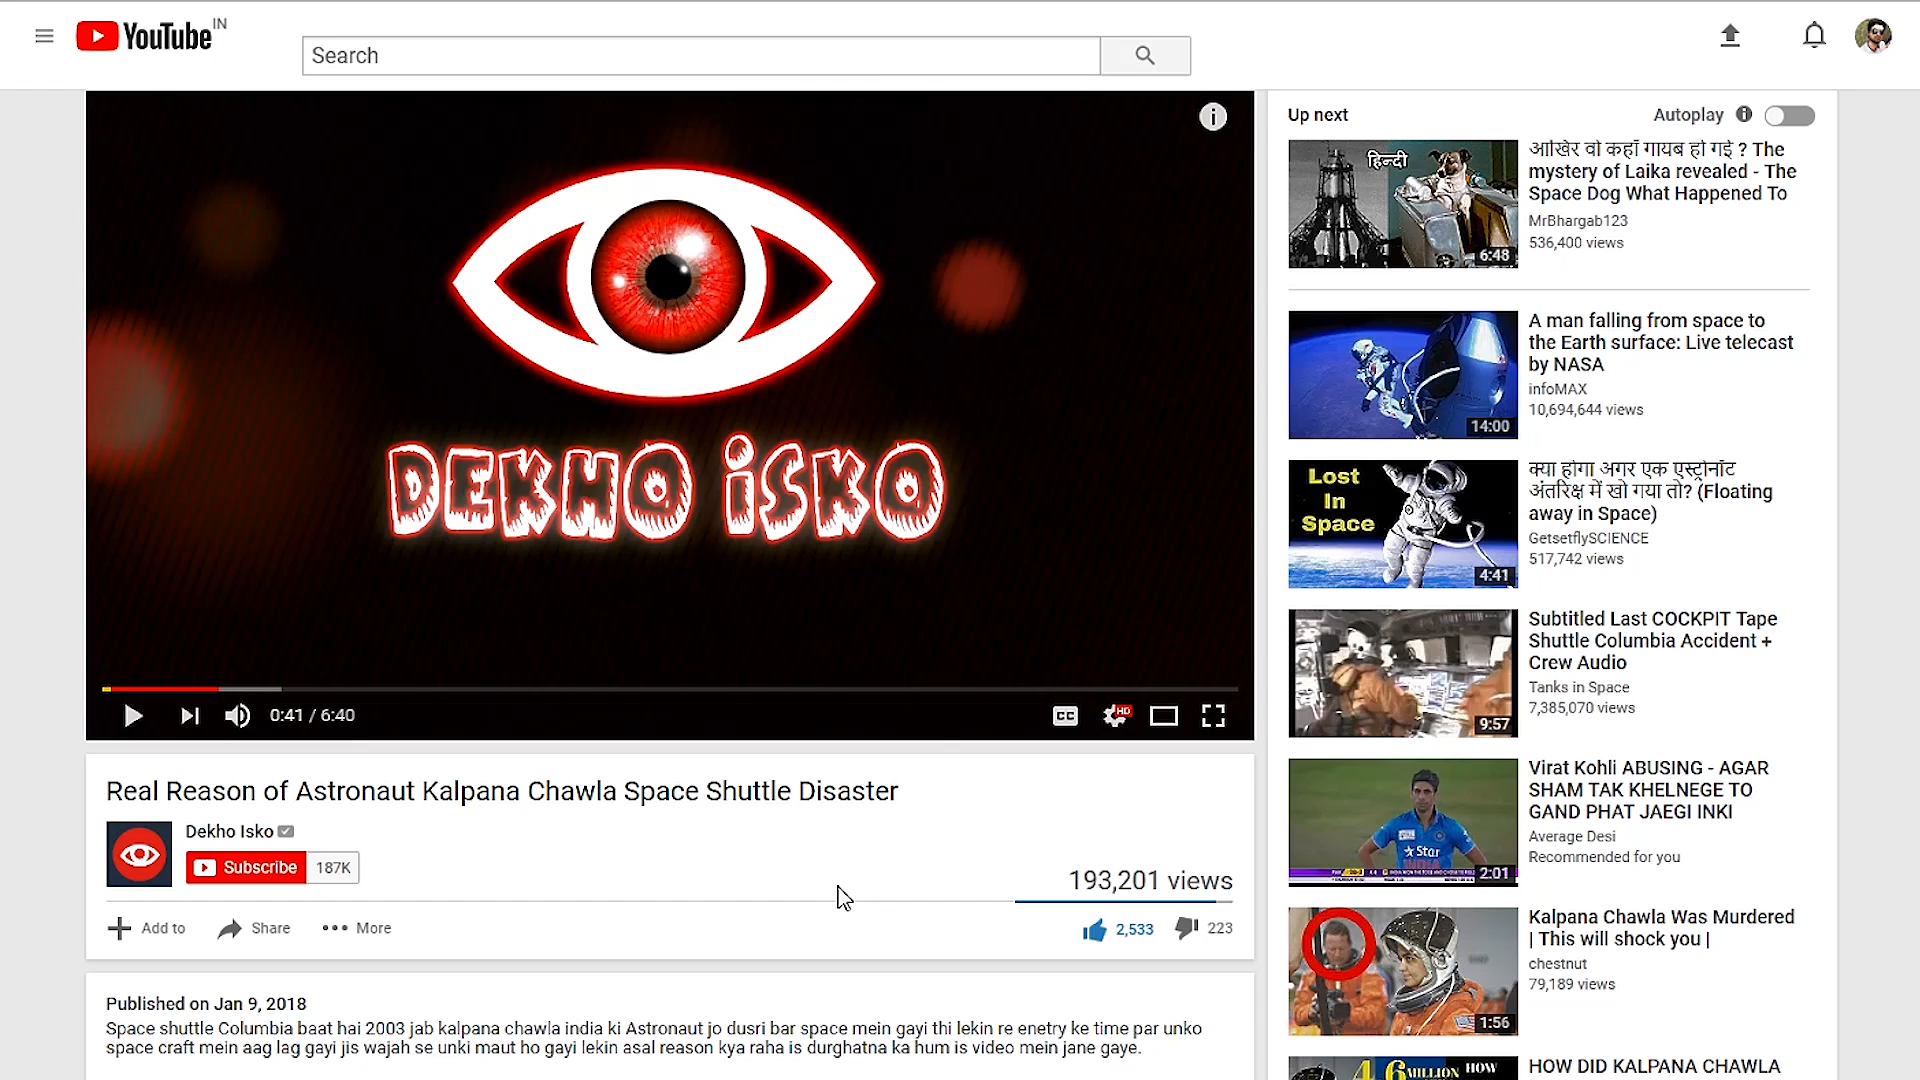 YouTube IN
Search
DEKHO iSKO
0:41 / 6:40
CC
HD
Real Reason of Astronaut Kalpana Chawla Space Shuttle Disaster
Dekho Isko
Subscribe 187K
193,201 views
Add to Share More
2,533 223
Published on Jan 9, 2018
Space shuttle Columbia baat hai 2003 jab kalpana chawla india ki Astronaut jo dusri bar space mein gayi thi lekin re enetry ke time par unko
space craft mein aag lag gayi jis wajah se unki maut ho gayi lekin asal reason kya raha is durghatna ka hum is video mein jane gaye.
Up next Autoplay
हिन्दी
6:48
आखिर वो कहाँ गायब हो गई ? The
mystery of Laika revealed - The
Space Dog What Happened To
MrBhargab123
536,400 views
14:00
A man falling from space to
the Earth surface: Live telecast
by NASA
infoMAX
10,694,644 views
Lost
In
Space
4:41
क्या होगा अगर एक एस्ट्रोनॉट
अंतरिक्ष में खो गया तो? (Floating
away in Space)
GetsetflySCIENCE
517,742 views
9:57
Subtitled Last COCKPIT Tape
Shuttle Columbia Accident +
Crew Audio
Tanks in Space
7,385,070 views
Star
INDIA
2:01
Virat Kohli ABUSING - AGAR
SHAM TAK KHELNEGE TO
GAND PHAT JAEGI INKI
Average Desi
Recommended for you
1:56
Kalpana Chawla Was Murdered
| This will shock you |
chestnut
79,189 views
4.6 MILLION HOW
HOW DID KALPANA CHAWLA